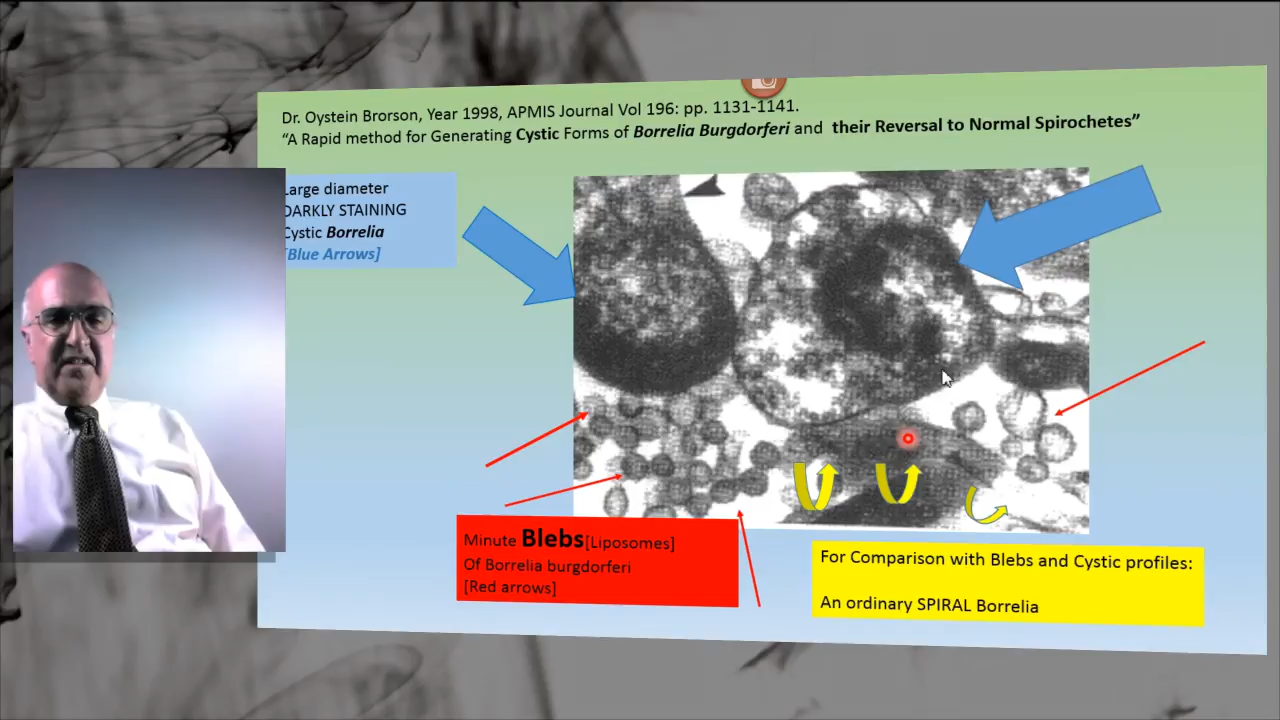 Dr. Oystein Brorson, Year 1998, APMIS Journal Vol 196: pp. 1131-1141.
“A Rapid method for Generating Cystic Forms of Borrelia Burgdorferi and their Reversal to Normal Spirochetes”
Large diameter
DARKLY STAINING
Cystic Borrelia
[Blue Arrows]
Minute Blebs[Liposomes]
Of Borrelia burgdorferi
[Red arrows]
For Comparison with Blebs and Cystic profiles:
An ordinary SPIRAL Borrelia